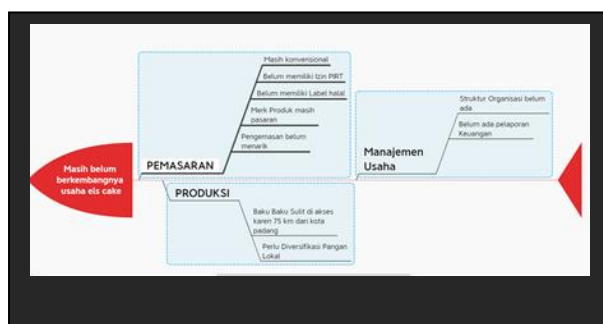 Masih konvensional
Belum memiliki Izin PIRT
Belum memiliki Label halal
Merk Produk masih
pasaran
Pengemasan belum
menarik
PEMASARAN
Struktur Organisasi belum
ada
Belum ada pelaporan
Keuangan
Manajemen
Usaha
Masih belum
berkembangnya
usaha els cake
PRODUKSI
Baku Baku Sulit di akses
karen 75 km dari kota
padang
Perlu Diversifikasi Pangan
Lokal